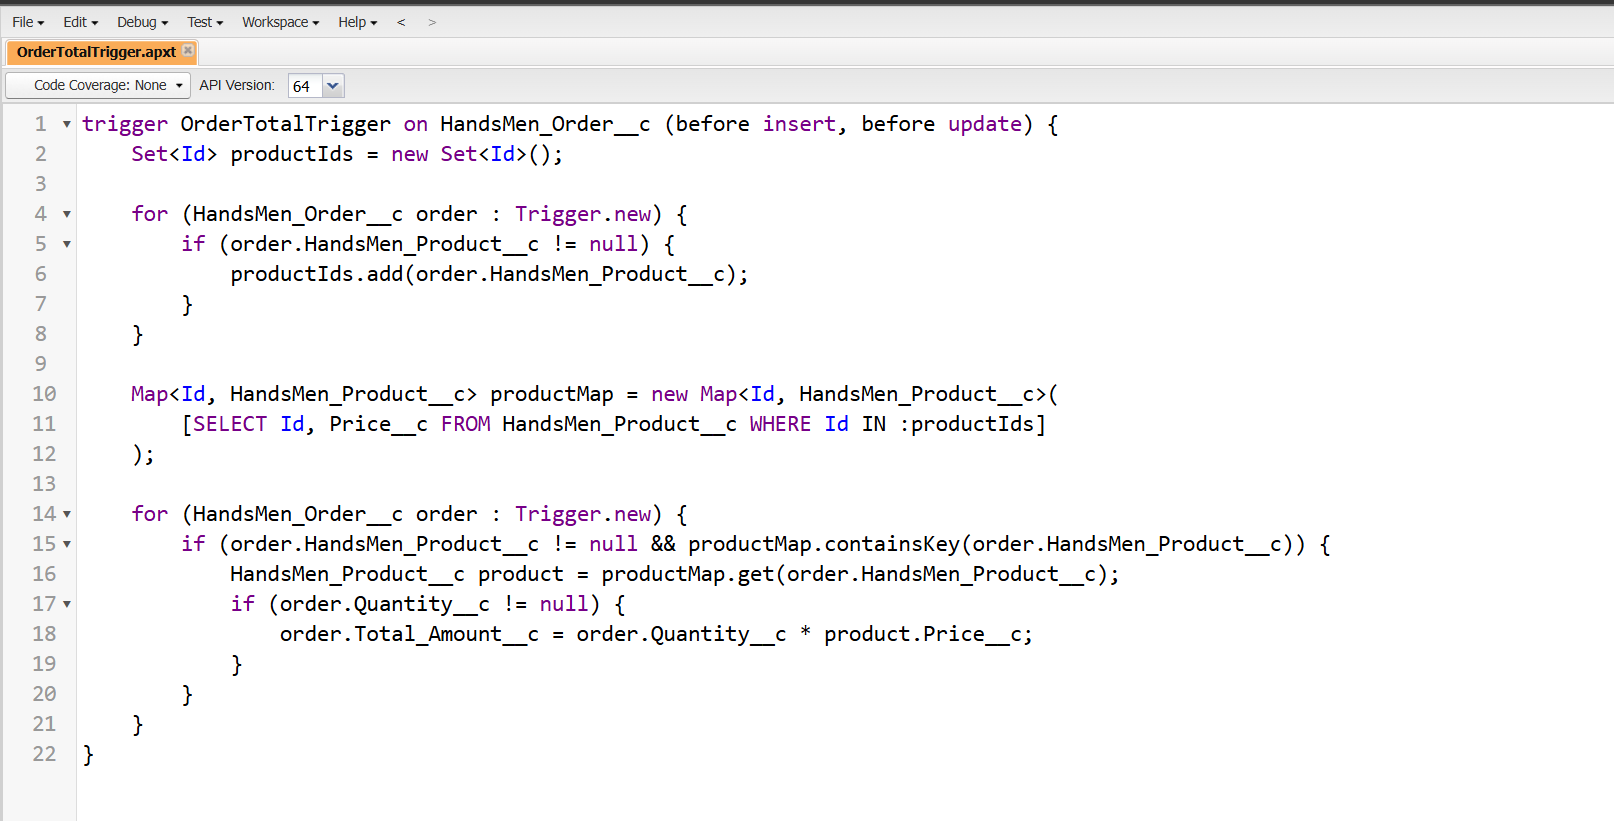 File Edit Debug Test Workspace Help < >
OrderTotalTrigger.apxt
Code Coverage: None API Version: 64
1 trigger OrderTotalTrigger on HandsMen_Order__c (before insert, before update) {
2     Set<Id> productIds = new Set<Id>();
3
4     for (HandsMen_Order__c order : Trigger.new) {
5         if (order.HandsMen_Product__c != null) {
6             productIds.add(order.HandsMen_Product__c);
7         }
8     }
9
10     Map<Id, HandsMen_Product__c> productMap = new Map<Id, HandsMen_Product__c>(
11         [SELECT Id, Price__c FROM HandsMen_Product__c WHERE Id IN :productIds]
12     );
13
14     for (HandsMen_Order__c order : Trigger.new) {
15         if (order.HandsMen_Product__c != null && productMap.containsKey(order.HandsMen_Product__c)) {
16             HandsMen_Product__c product = productMap.get(order.HandsMen_Product__c);
17             if (order.Quantity__c != null) {
18                 order.Total_Amount__c = order.Quantity__c * product.Price__c;
19             }
20         }
21     }
22 }